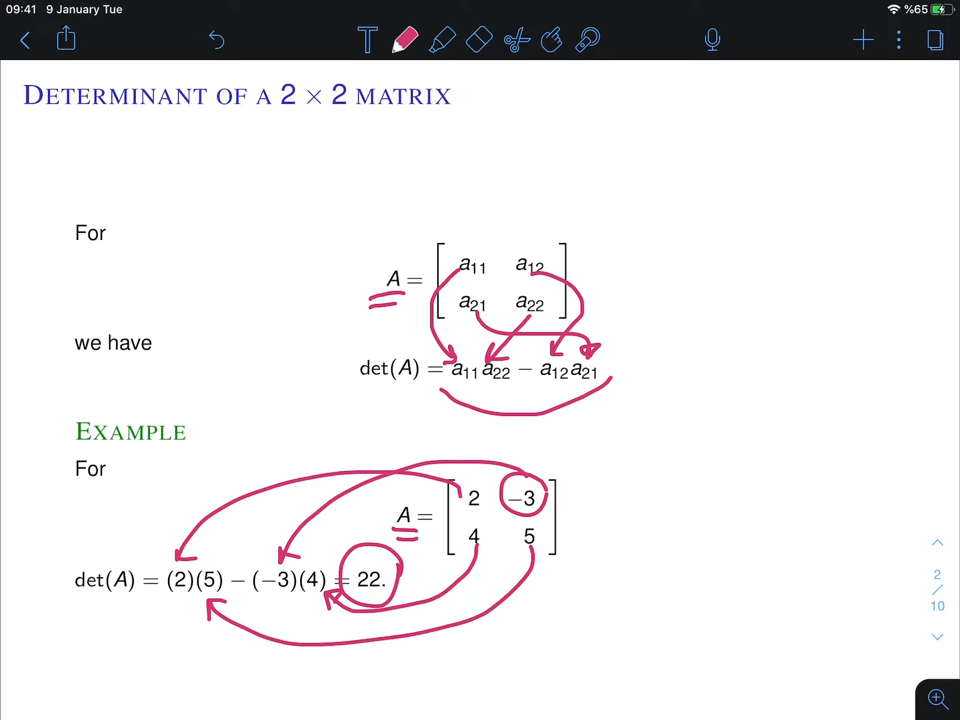 09:41 9 January Tue %65
DETERMINANT OF A 2 × 2 MATRIX
For
A = [ a₁₁ a₁₂
a₂₁ a₂₂ ]
we have
det(A) = a₁₁a₂₂ − a₁₂a₂₁
EXAMPLE
For
A = [ 2 −3
4 5 ]
det(A) = (2)(5) − (−3)(4) = 22.
2
/
10